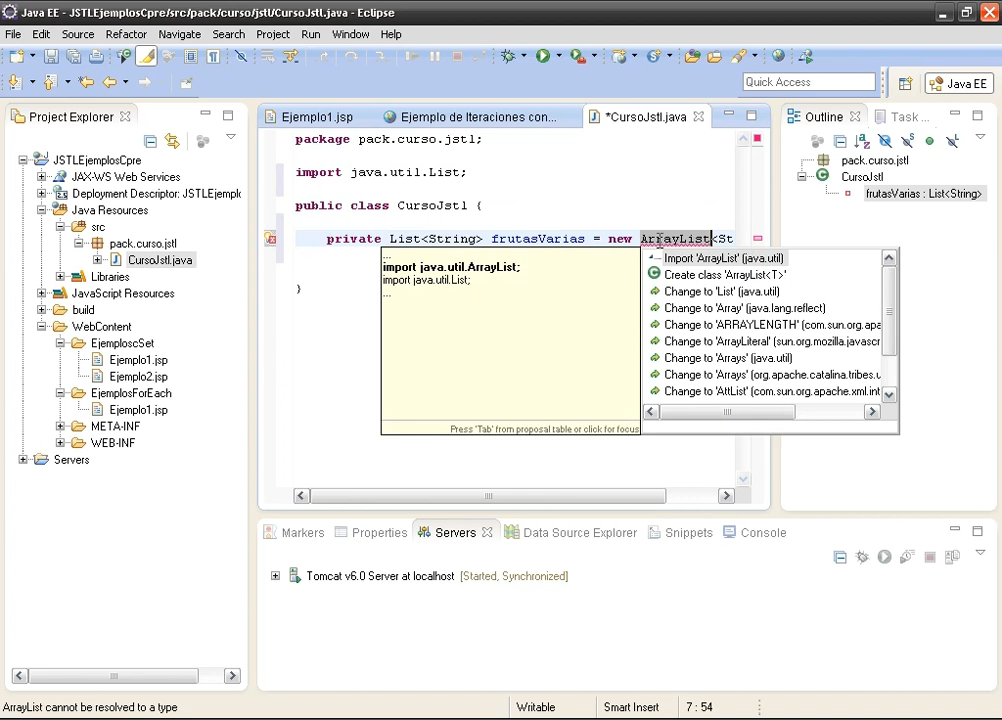 Java EE - JSTLEjemplosCpre/src/pack/curso/jstl/CursoJstl.java - Eclipse
File Edit Source Refactor Navigate Search Project Run Window Help
Quick Access
Java EE
Project Explorer
JSTLEjemplosCpre
JAX-WS Web Services
Deployment Descriptor: JSTLEjempl
Java Resources
src
pack.curso.jstl
CursoJstl.java
Libraries
JavaScript Resources
build
WebContent
EjemploscSet
Ejemplo1.jsp
Ejemplo2.jsp
EjemplosForEach
Ejemplo1.jsp
META-INF
WEB-INF
Servers
Ejemplo1.jsp Ejemplo de Iteraciones con... *CursoJstl.java
package pack.curso.jstl;
import java.util.List;
public class CursoJstl {
private List<String> frutasVarias = new ArrayList<St
}
...
import java.util.ArrayList;
import java.util.List;
...
Press 'Tab' from proposal table or click for focus
Import 'ArrayList' (java.util)
Create class 'ArrayList<T>'
Change to 'List' (java.util)
Change to 'Array' (java.lang.reflect)
Change to 'ARRAYLENGTH' (com.sun.org.apa
Change to 'ArrayLiteral' (sun.org.mozilla.javascr
Change to 'Arrays' (java.util)
Change to 'Arrays' (org.apache.catalina.tribes.u
Change to 'AttList' (com.sun.org.apache.xml.int
Outline Task ...
pack.curso.jstl
CursoJstl
frutasVarias : List<String>
Markers Properties Servers Data Source Explorer Snippets Console
Tomcat v6.0 Server at localhost [Started, Synchronized]
ArrayList cannot be resolved to a type Writable Smart Insert 7 : 54